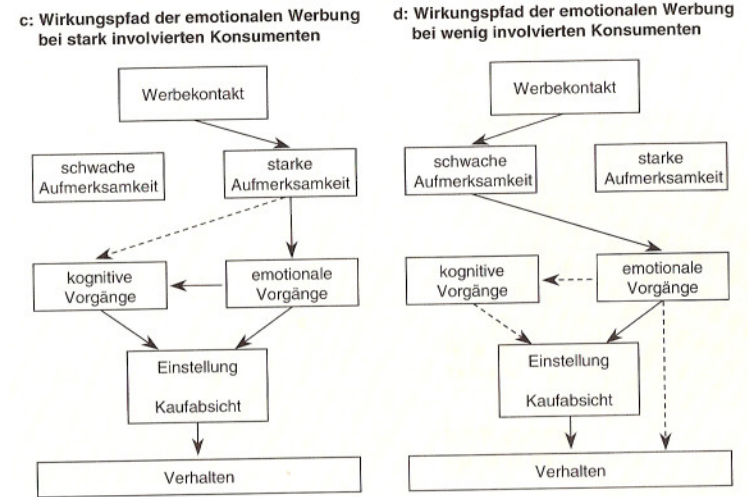 c: Wirkungspfad der emotionalen Werbung
bei stark involvierten Konsumenten
Werbekontakt
schwache
Aufmerksamkeit
starke
Aufmerksamkeit
kognitive
Vorgänge
emotionale
Vorgänge
Einstellung
Kaufabsicht
Verhalten
d: Wirkungspfad der emotionalen Werbung
bei wenig involvierten Konsumenten
Werbekontakt
schwache
Aufmerksamkeit
starke
Aufmerksamkeit
kognitive
Vorgänge
emotionale
Vorgänge
Einstellung
Kaufabsicht
Verhalten